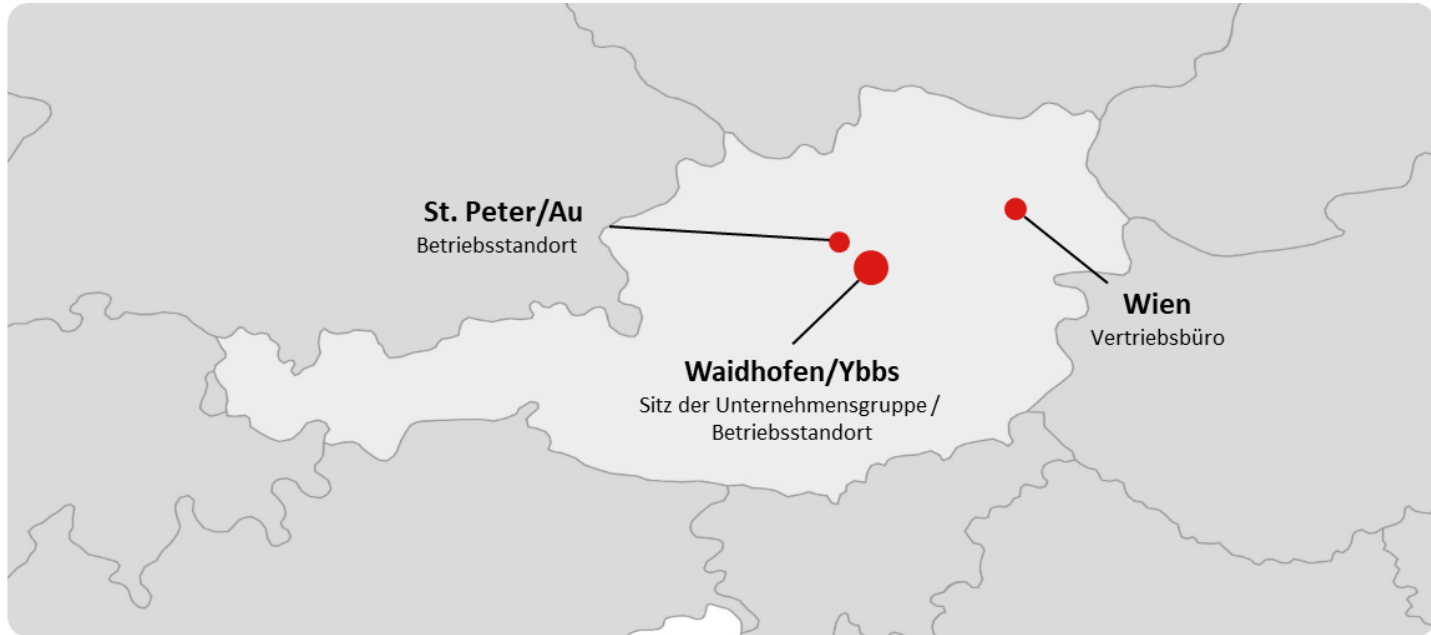 St. Peter/Au
Betriebsstandort
Wien
Vertriebsbüro
Waidhofen/Ybbs
Sitz der Unternehmensgruppe /
Betriebsstandort